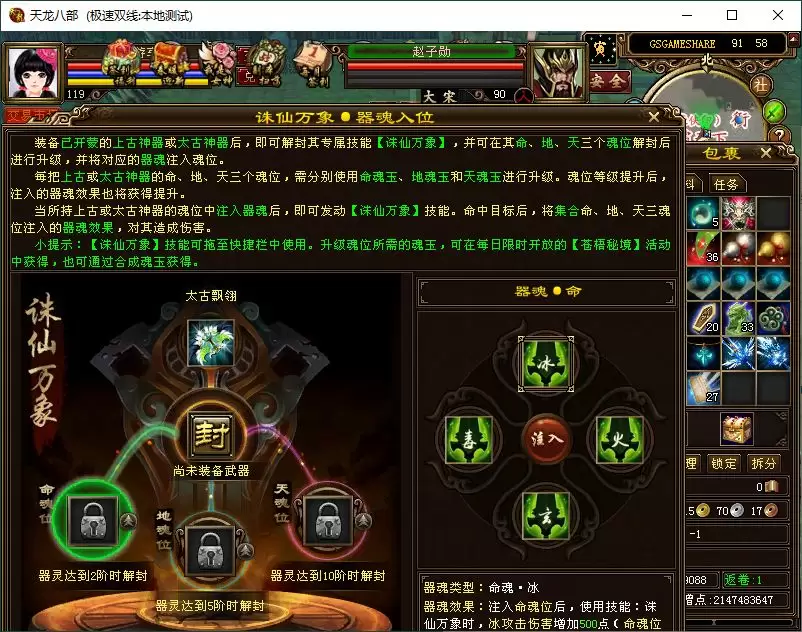 天龙八部 (极速双线:本地测试)
赵子勋
GSGAMESHARE 91 58
寅
北
安全
社
119
大宋
90
交易市场
诛仙万象●器魂入位
包裹
料 任务
装备已开蒙的上古神器或太古神器后，即可解封其专属技能【诛仙万象】，并可在其命、地、天三个魂位解封后
进行升级，并将对应的器魂注入魂位。
每把上古或太古神器的命、地、天三个魂位，需分别使用命魂玉、地魂玉和天魂玉进行升级。魂位等级提升后，
注入的器魂效果也将获得提升。
当所持上古或太古神器的魂位中注入器魂后，即可发动【诛仙万象】技能。命中目标后，将集合命、地、天三魂
位注入的器魂效果，对其造成伤害。
小提示：【诛仙万象】技能可拖至快捷栏中使用。升级魂位所需的魂玉，可在每日限时开放的【苍梧秘境】活动
中获得，也可通过合成魂玉获得。
诛仙万象
太古飘翎
封
尚未装备武器
命魂位
地魂位
天魂位
器灵达到2阶时解封
器灵达到5阶时解封
器灵达到10阶时解封
器魂●命
冰
毒
注入
火
玄
器魂类型：命魂·冰
器魂效果：注入命魂位后，使用技能：诛
仙万象时，冰攻击伤害增加500点（命魂位
5
36
20
33
27
理 锁定 拆分
0
.5 70 17
-1
9088 返卷:1
曾点:2147483647